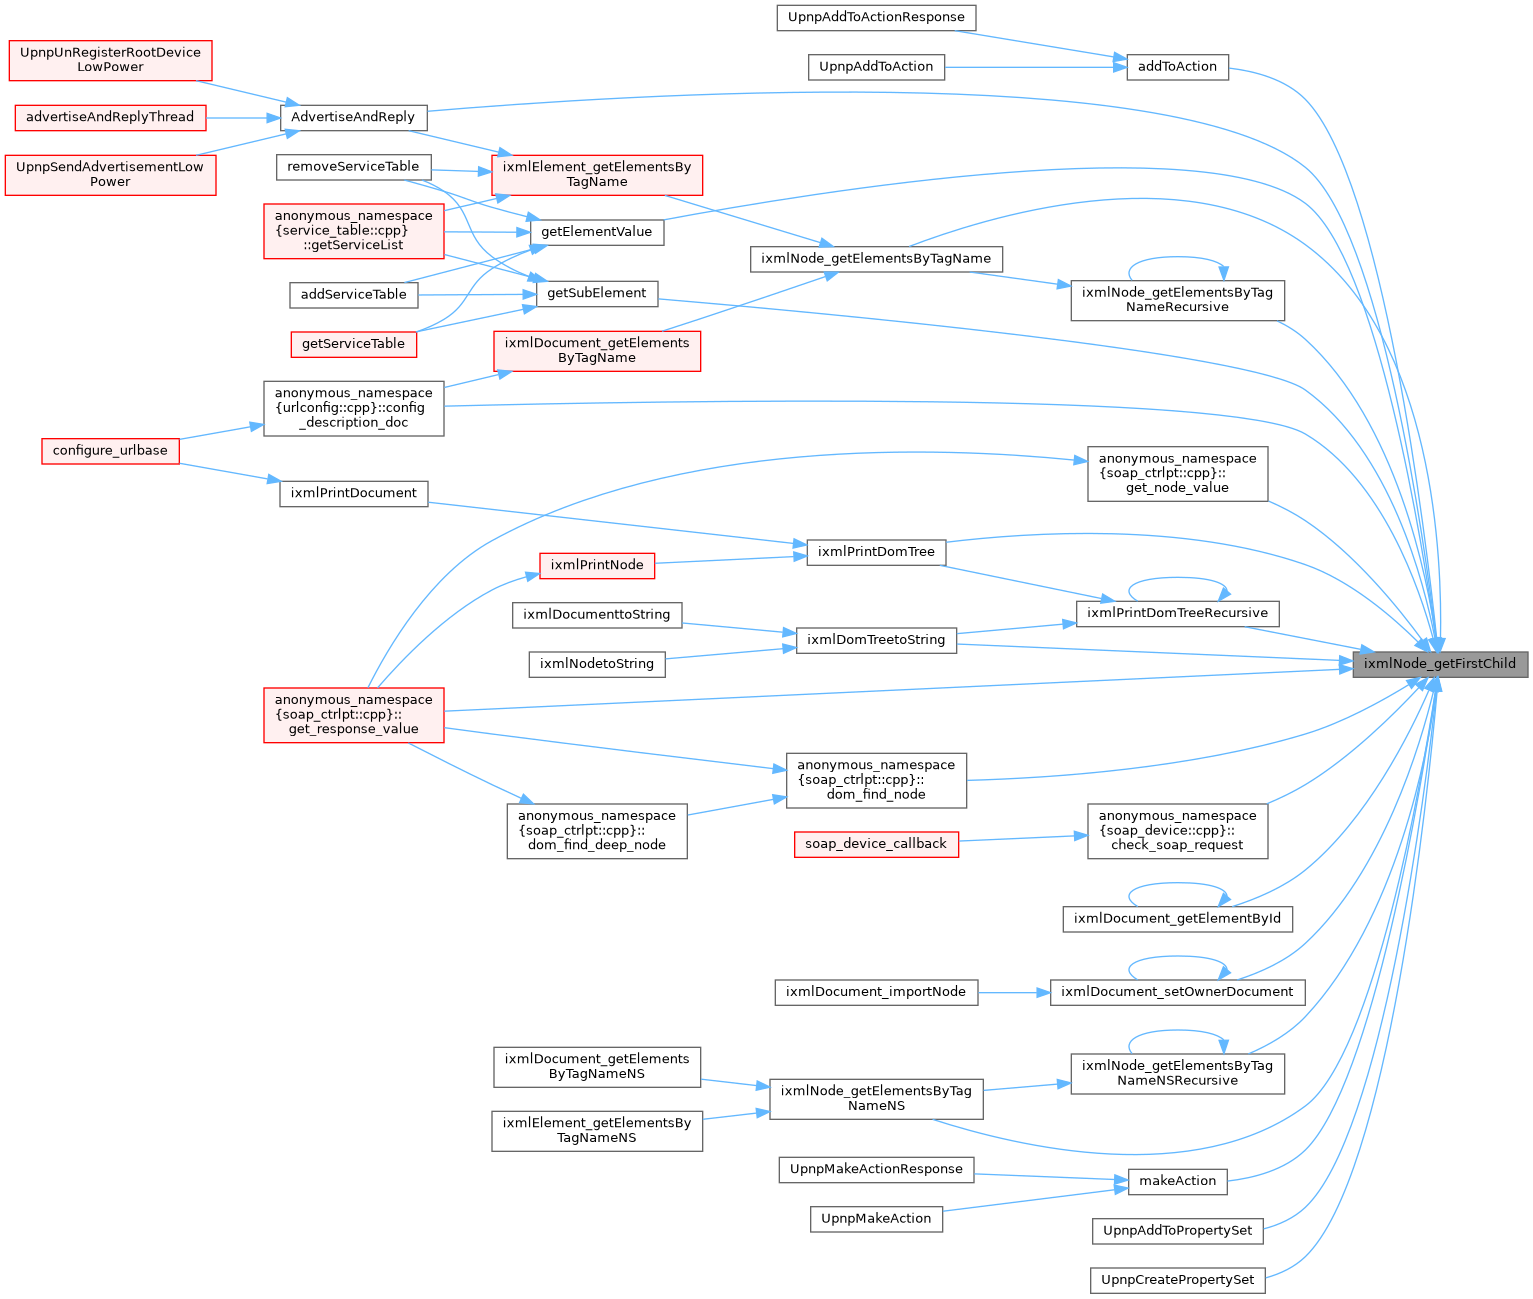 UpnpAddToActionResponse
UpnpUnRegisterRootDevice
LowPower
UpnpAddToAction
addToAction
advertiseAndReplyThread
AdvertiseAndReply
UpnpSendAdvertisementLow
Power
removeServiceTable
ixmlElement_getElementsBy
TagName
anonymous_namespace
{service_table::cpp}
::getServiceList
getElementValue
ixmlNode_getElementsByTagName
addServiceTable
getSubElement
ixmlNode_getElementsByTag
NameRecursive
getServiceTable
ixmlDocument_getElements
ByTagName
anonymous_namespace
{urlconfig::cpp}::config
_description_doc
configure_urlbase
ixmlPrintDocument
anonymous_namespace
{soap_ctrlpt::cpp}::
get_node_value
ixmlPrintDomTree
ixmlPrintNode
ixmlDocumenttoString
ixmlPrintDomTreeRecursive
ixmlDomTreetoString
ixmlNodetoString
ixmlNode_getFirstChild
anonymous_namespace
{soap_ctrlpt::cpp}::
get_response_value
anonymous_namespace
{soap_ctrlpt::cpp}::
dom_find_node
anonymous_namespace
{soap_ctrlpt::cpp}::
dom_find_deep_node
soap_device_callback
anonymous_namespace
{soap_device::cpp}::
check_soap_request
ixmlDocument_getElementById
ixmlDocument_importNode
ixmlDocument_setOwnerDocument
ixmlDocument_getElements
ByTagNameNS
ixmlNode_getElementsByTag
NameNSRecursive
ixmlNode_getElementsByTag
NameNS
ixmlElement_getElementsBy
TagNameNS
UpnpMakeActionResponse
makeAction
UpnpMakeAction
UpnpAddToPropertySet
UpnpCreatePropertySet